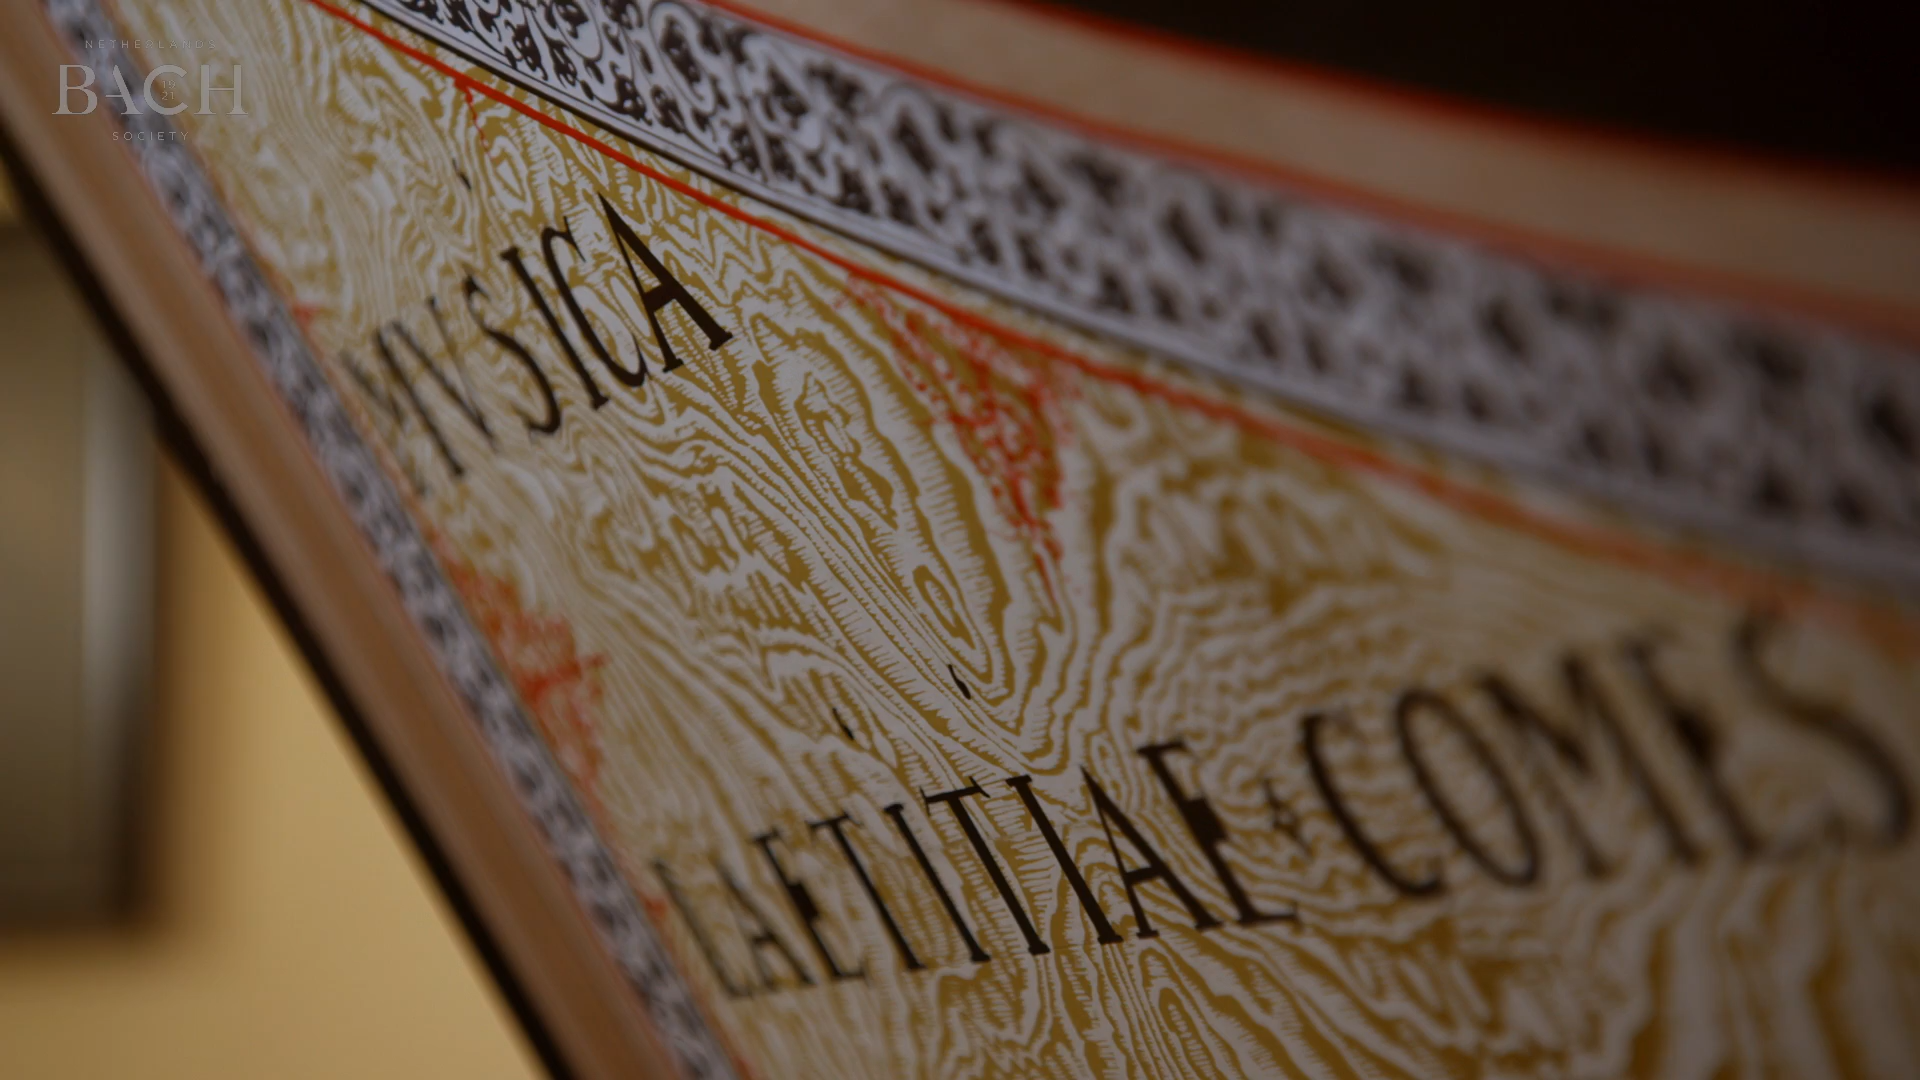 NETHERLANDS
BACH
SOCIETY
MVSICA
LAETITIAE COMES